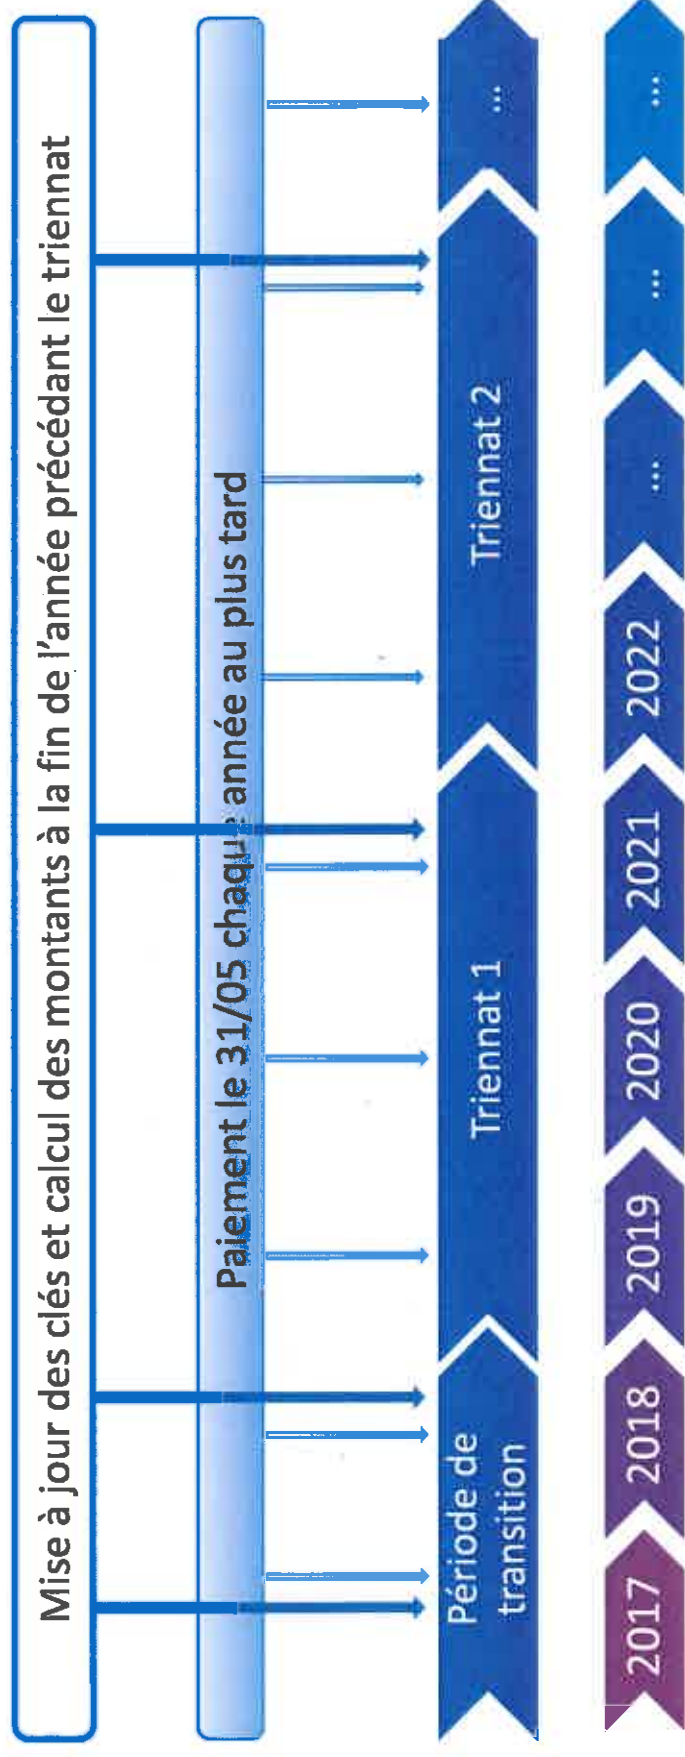 Mise à jour des clés et calcul des montants à la fin de l'année précédant le triennat
Paiement le 31/05 chaque année au plus tard
Période de
transition
Triennat 1
Triennat 2
...
2017
2018
2019
2020
2021
2022
...
...
...